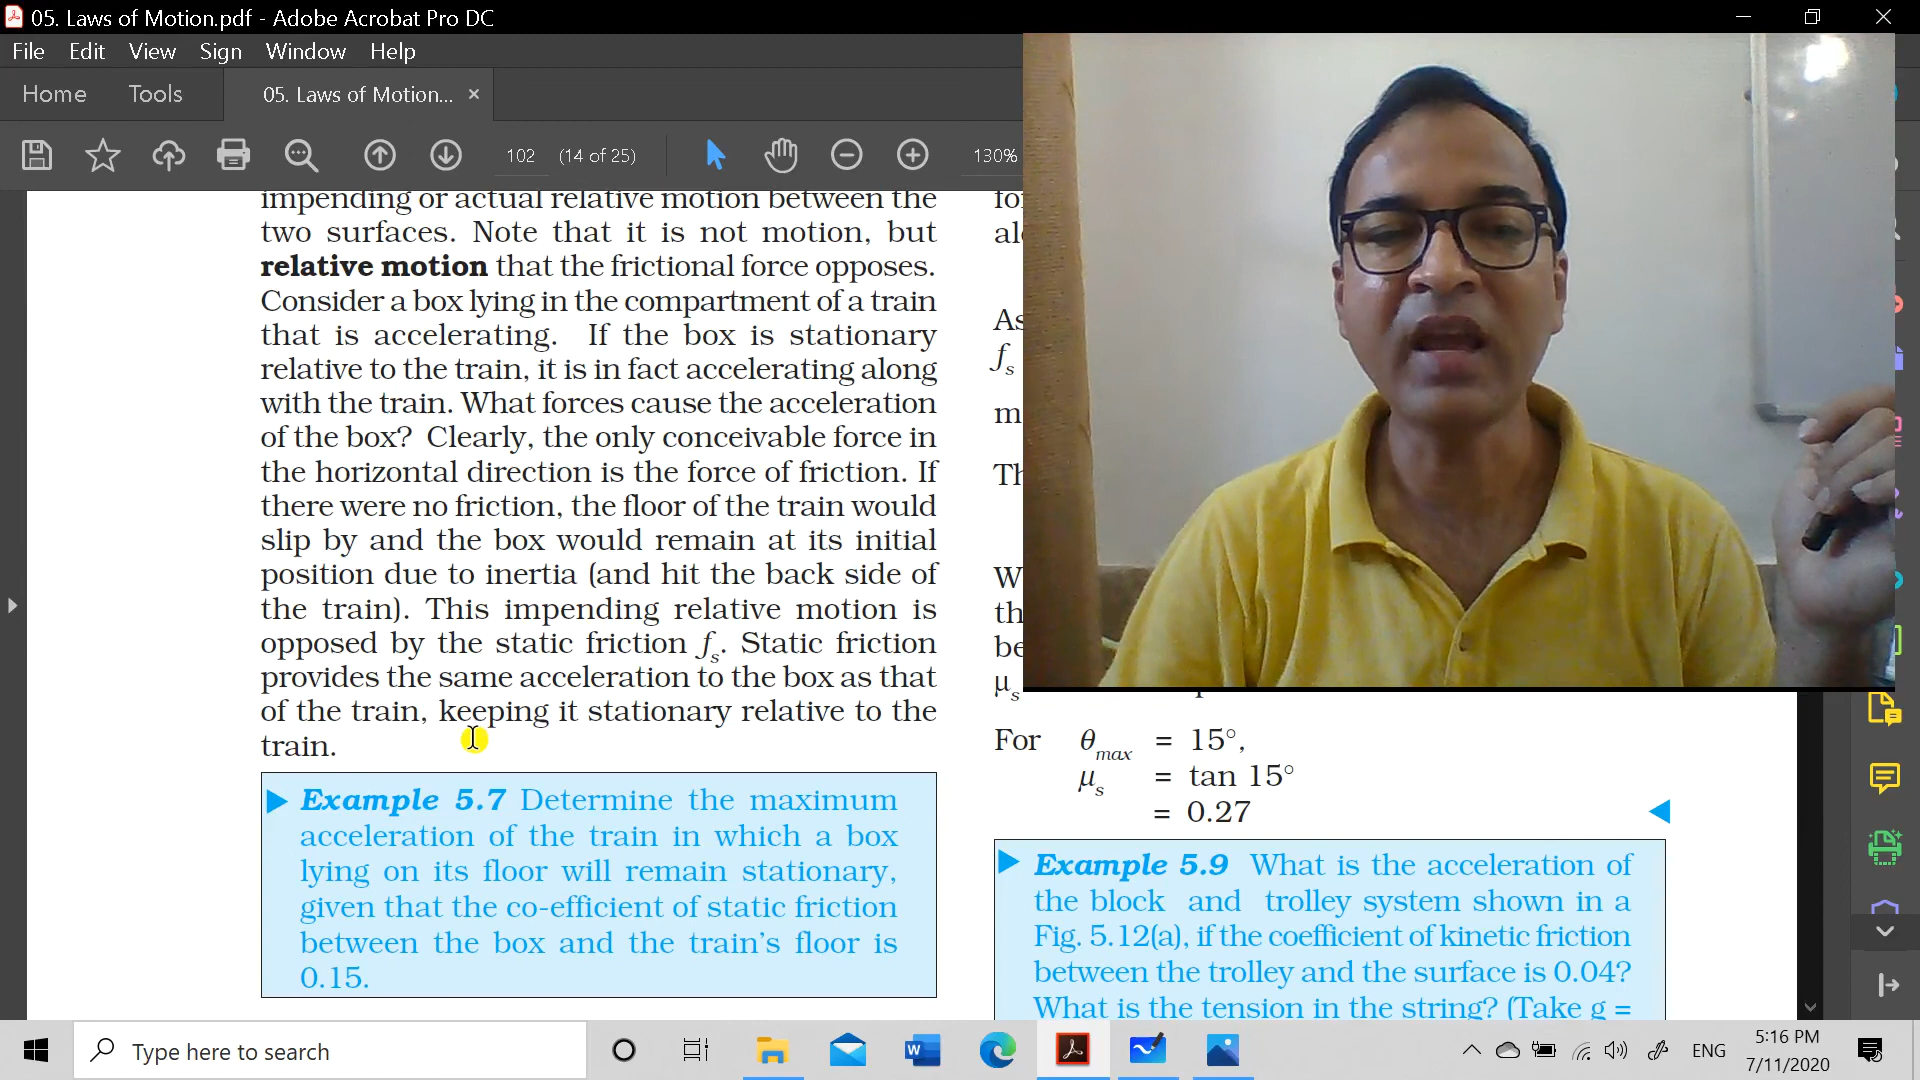 05. Laws of Motion.pdf - Adobe Acrobat Pro DC
File Edit View Sign Window Help
Home Tools 05. Laws of Motion... ×
102 (14 of 25) 130%
impending or actual relative motion between the
two surfaces. Note that it is not motion, but
relative motion that the frictional force opposes.
Consider a box lying in the compartment of a train
that is accelerating. If the box is stationary
relative to the train, it is in fact accelerating along
with the train. What forces cause the acceleration
of the box? Clearly, the only conceivable force in
the horizontal direction is the force of friction. If
there were no friction, the floor of the train would
slip by and the box would remain at its initial
position due to inertia (and hit the back side of
the train). This impending relative motion is
opposed by the static friction fs. Static friction
provides the same acceleration to the box as that
of the train, keeping it stationary relative to the
train.
Example 5.7 Determine the maximum
acceleration of the train in which a box
lying on its floor will remain stationary,
given that the co-efficient of static friction
between the box and the train's floor is
0.15.
As
fs
m
Th
W
th
be
μs
For θmax = 15°,
μs = tan 15°
= 0.27
Example 5.9 What is the acceleration of
the block and trolley system shown in a
Fig. 5.12(a), if the coefficient of kinetic friction
between the trolley and the surface is 0.04?
What is the tension in the string? (Take g =
Type here to search
ENG
5:16 PM
7/11/2020